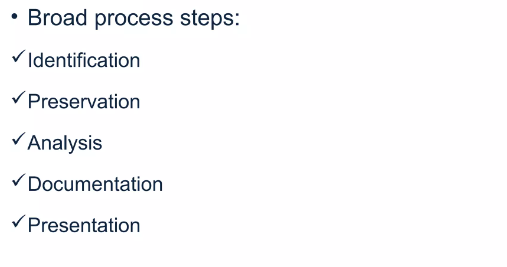 • Broad process steps:
✓Identification
✓Preservation
✓Analysis
✓Documentation
✓Presentation